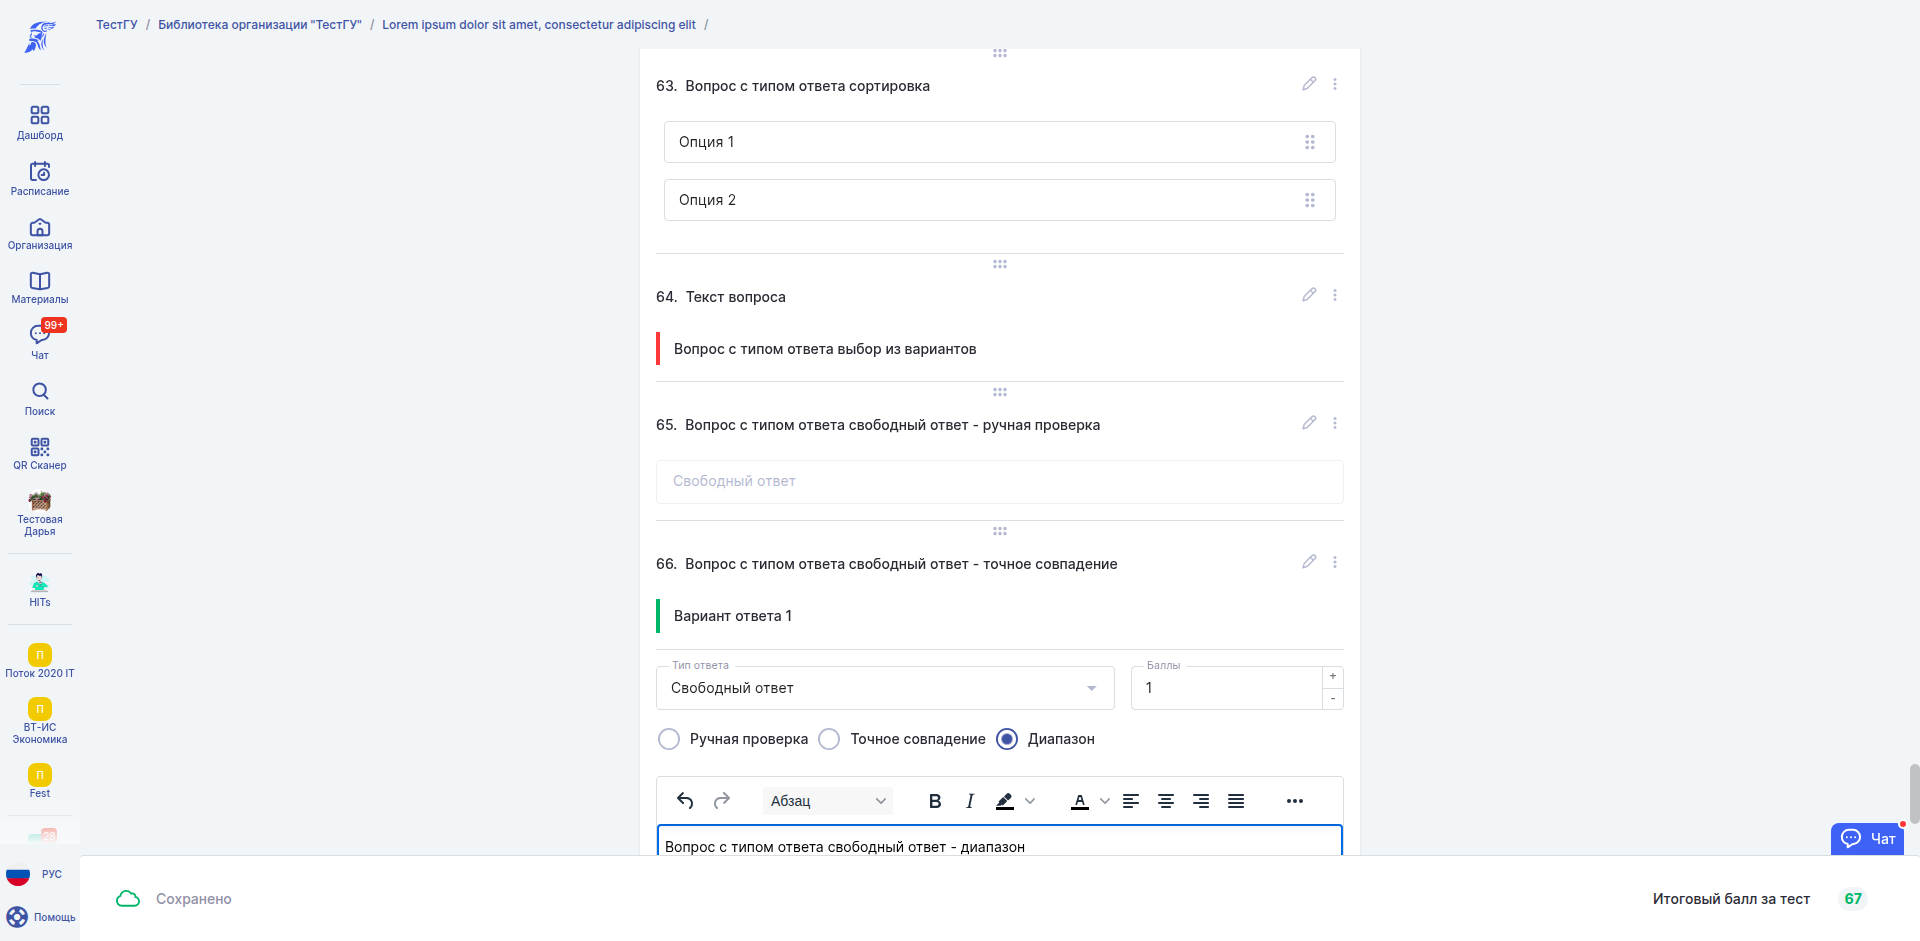 ТестГУ / Библиотека организации "ТестГУ" / Lorem ipsum dolor sit amet, consectetur adipiscing elit /
Дашборд
Расписание
Организация
Материалы
99+
Чат
Поиск
QR Сканер
Тестовая
Дарья
HITs
П
Поток 2020 IT
П
ВТ-ИС
Экономика
П
Fest
28
РУС
Помощь
63. Вопрос с типом ответа сортировка
Опция 1
Опция 2
64. Текст вопроса
Вопрос с типом ответа выбор из вариантов
65. Вопрос с типом ответа свободный ответ - ручная проверка
Свободный ответ
66. Вопрос с типом ответа свободный ответ - точное совпадение
Вариант ответа 1
Тип ответа
Свободный ответ
Баллы
1
+
-
Ручная проверка
Точное совпадение
Диапазон
Абзац
B I A
Вопрос с типом ответа свободный ответ - диапазон
Чат
Сохранено
Итоговый балл за тест 67